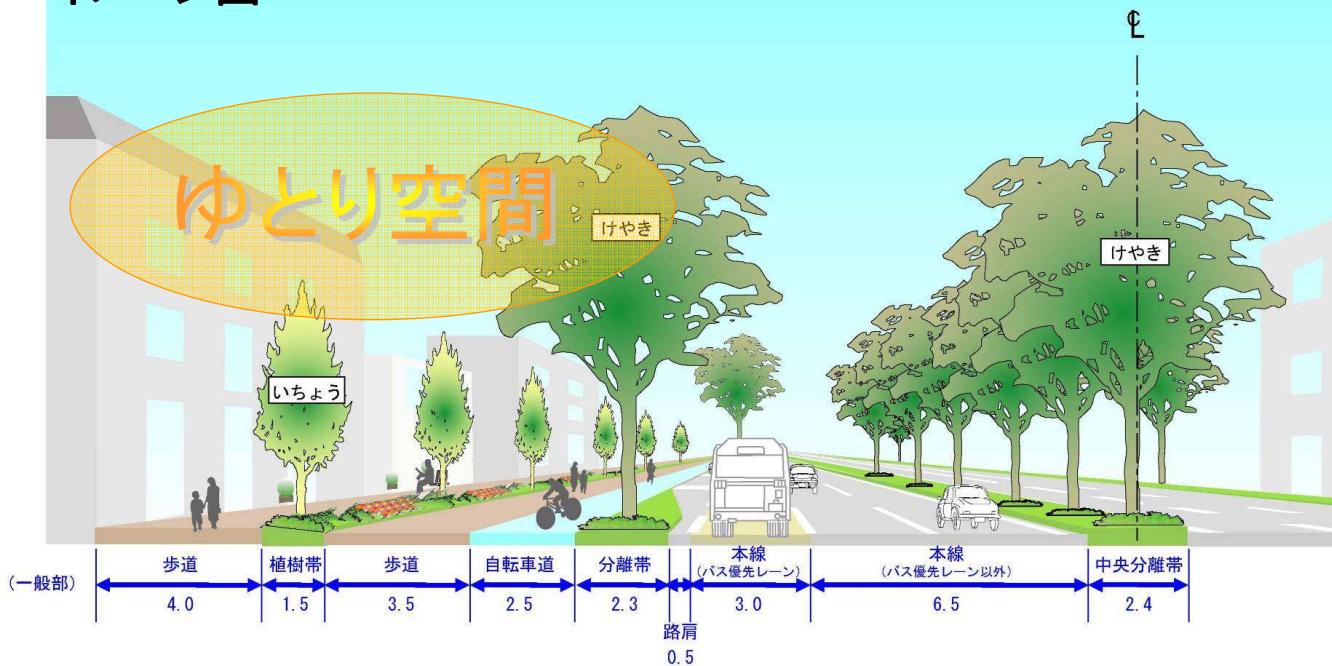 ℄
ゆとり空間
けやき
けやき
いちょう
(一般部)
歩道
4.0
植樹帯
1.5
歩道
3.5
自転車道
2.5
分離帯
2.3
路肩
0.5
本線
(バス優先レーン)
3.0
本線
(バス優先レーン以外)
6.5
中央分離帯
2.4